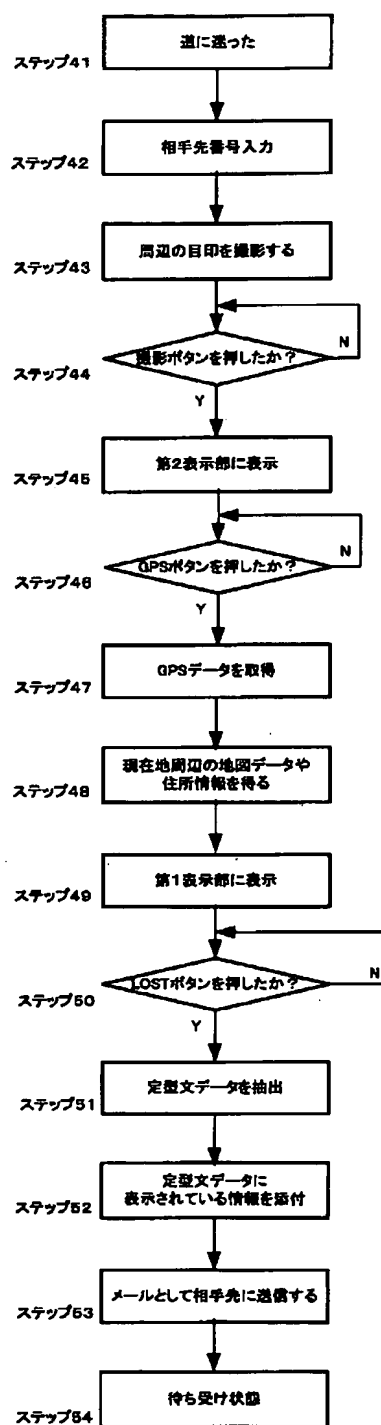 道に迷った
ステップ41
相手先番号入力
ステップ42
周辺の目印を撮影する
ステップ43
撮影ボタンを押したか？
N
ステップ44
Y
第2表示部に表示
ステップ45
GPSボタンを押したか？
N
ステップ46
Y
GPSデータを取得
ステップ47
現在地周辺の地図データや
住所情報を得る
ステップ48
第1表示部に表示
ステップ49
LOSTボタンを押したか？
N
ステップ50
Y
定型文データを抽出
ステップ51
定型文データに
表示されている情報を添付
ステップ52
メールとして相手先に送信する
ステップ53
待ち受け状態
ステップ54